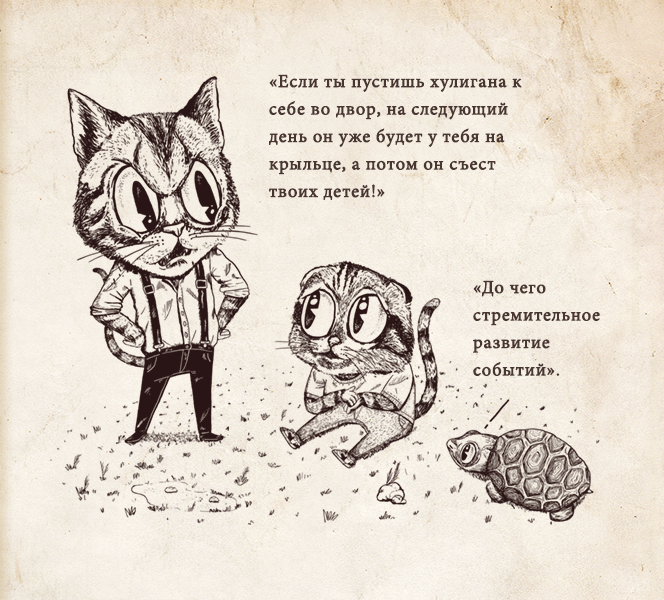 «Если ты пустишь хулигана к
себе во двор, на следующий
день он уже будет у тебя на
крыльце, а потом он съест
твоих детей!»
«До чего
стремительное
развитие
событий».